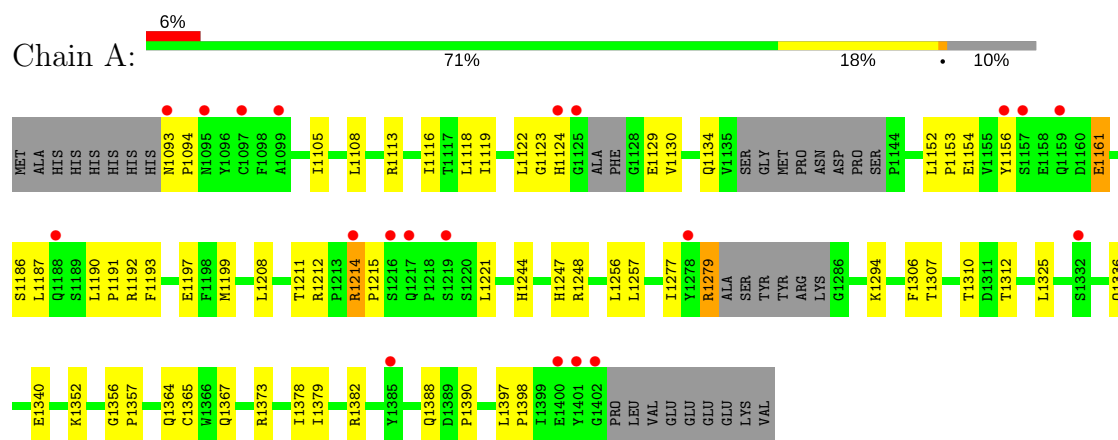 6%
Chain A:
71% 18% • 10%
MET ALA HIS HIS HIS HIS HIS HIS N1093 P1094 N1095 Y1096 C1097 F1098 A1099 I1105 L1108 R1113 I1116 T1117 L1118 I1119 L1122 G1123 H1124 G1125 ALA PHE G1128 E1129 V1130 Q1134 V1135 SER GLY MET PRO ASN ASP PRO SER P1144 L1152 P1153 E1154 V1155 Y1156 S1157 E1158 Q1159 D1160 E1161
S1186 L1187 Q1188 S1189 L1190 P1191 R1192 F1193 E1197 F1198 M1199 L1208 T1211 R1212 P1213 R1214 P1215 S1216 Q1217 P1218 S1219 S1220 L1221 H1244 H1247 R1248 L1256 L1257 I1277 Y1278 R1279 ALA SER TYR TYR ARG LYS G1286 K1294 F1306 T1307 T1310 D1311 T1312 L1325 S1332
E1340 K1352 G1356 P1357 Q1364 C1365 W1366 Q1367 R1373 I1378 I1379 R1382 Y1385 Q1388 D1389 P1390 L1397 P1398 I1399 E1400 Y1401 G1402 PRO LEU VAL GLU GLU GLU GLU LYS VAL